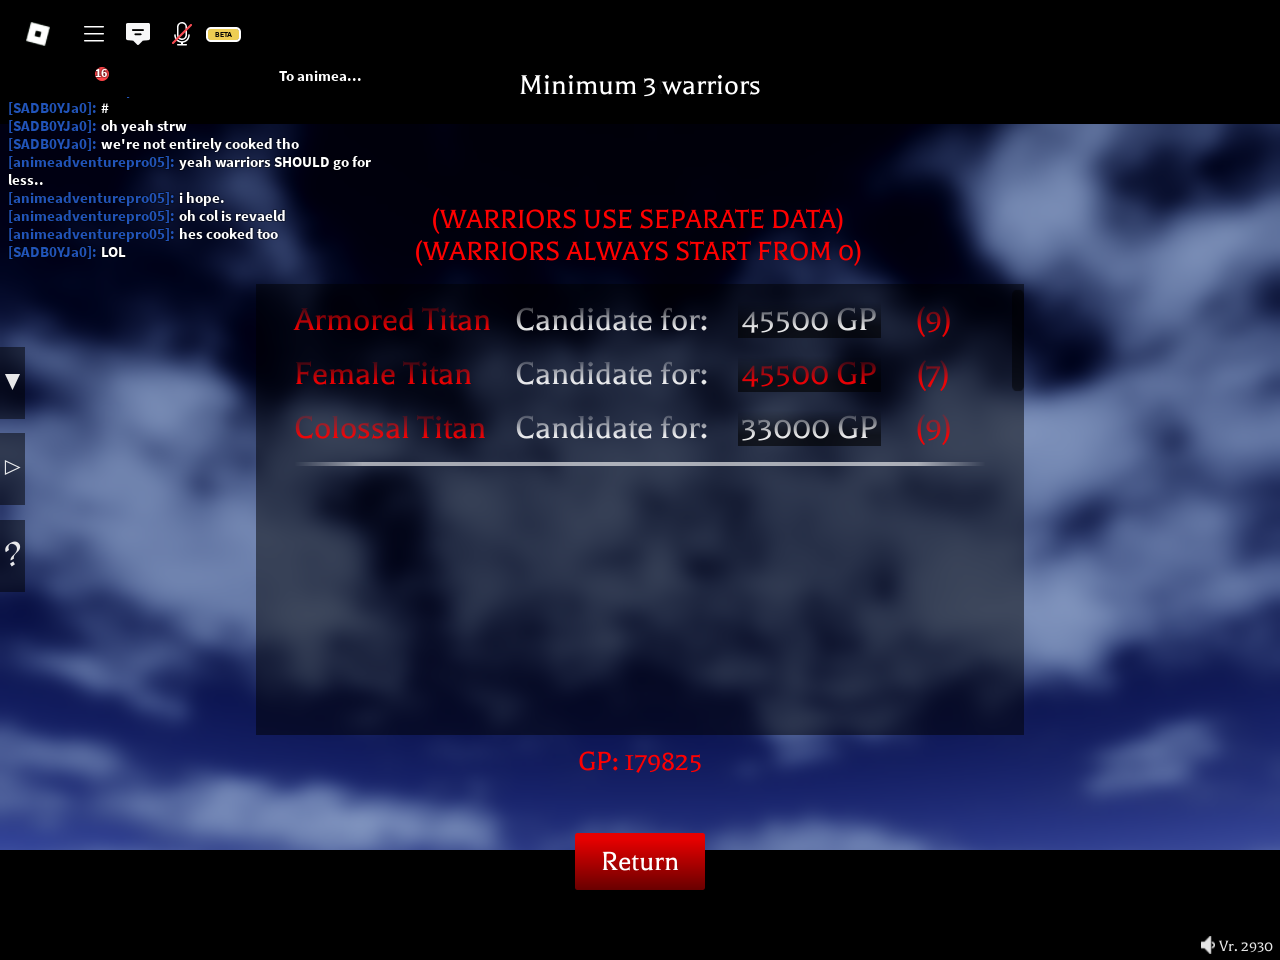 BETA
16
To animea...
Minimum 3 warriors
[SADB0YJa0]: #
[SADB0YJa0]: oh yeah strw
[SADB0YJa0]: we're not entirely cooked tho
[animeadventurepro05]: yeah warriors SHOULD go for
less..
[animeadventurepro05]: i hope.
[animeadventurepro05]: oh col is revaeld
[animeadventurepro05]: hes cooked too
[SADB0YJa0]: LOL
(WARRIORS USE SEPARATE DATA)
(WARRIORS ALWAYS START FROM 0)
Armored Titan Candidate for: 45500 GP (9)
Female Titan Candidate for: 45500 GP (7)
Colossal Titan Candidate for: 33000 GP (9)
?
GP: 179825
Return
Vr. 2930